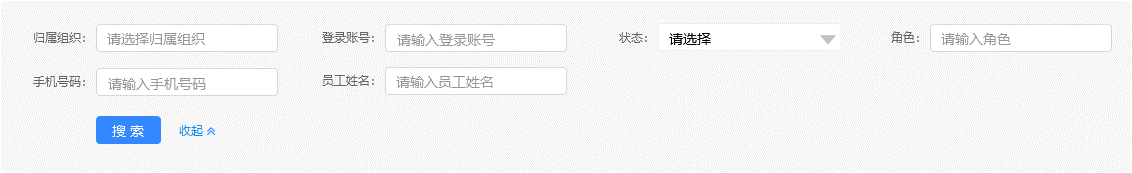 归属组织: 请选择归属组织 登录账号: 请输入登录账号 状态: 请选择 角色: 请输入角色
手机号码: 请输入手机号码 员工姓名: 请输入员工姓名
搜 索 收起